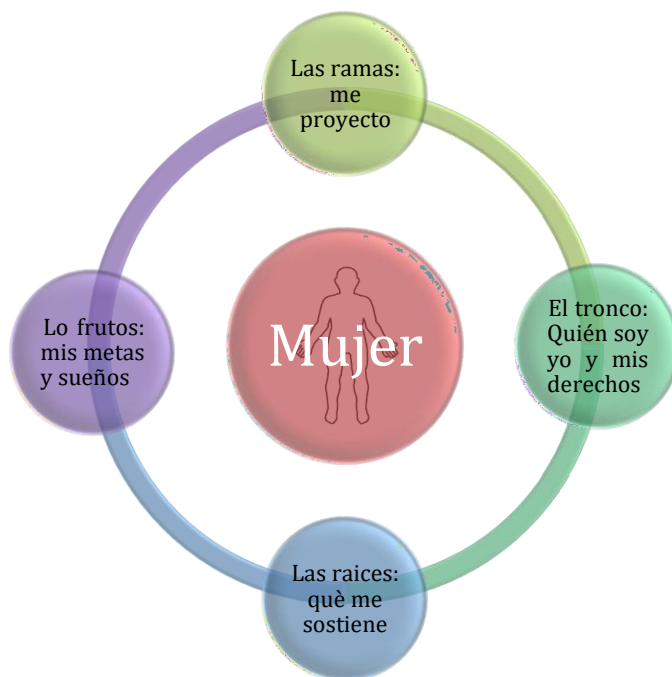 Las ramas:
me
proyecto
Mujer
El tronco:
Quién soy
yo y mis
derechos
Las raices:
què me
sostiene
Lo frutos:
mis metas
y sueños